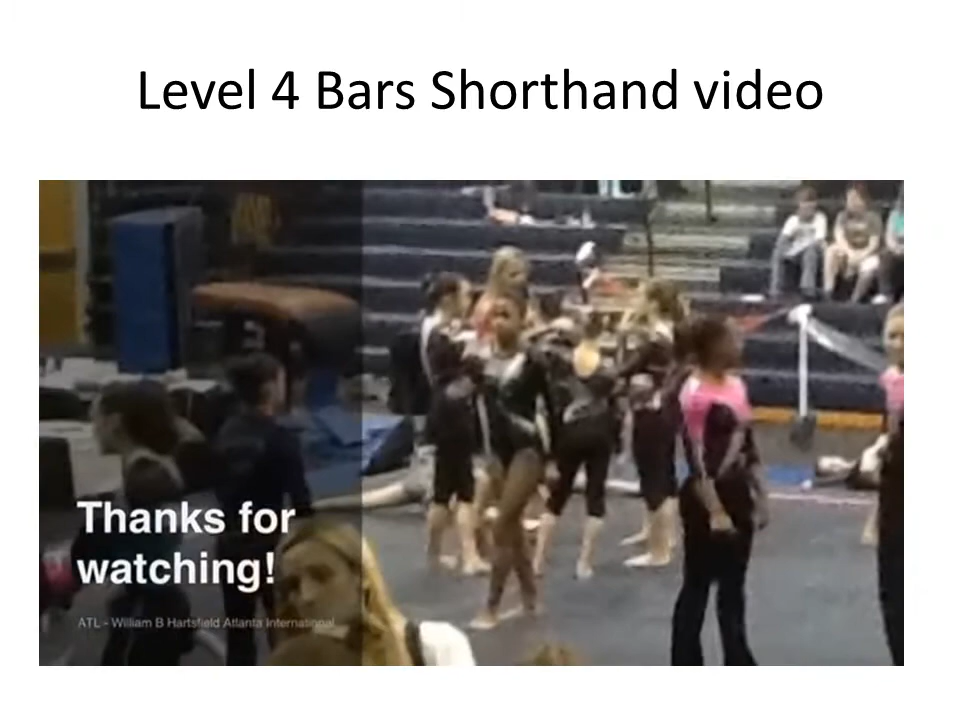 Level 4 Bars Shorthand video
Thanks for
watching!
ATL - William B Hartsfield Atlanta International